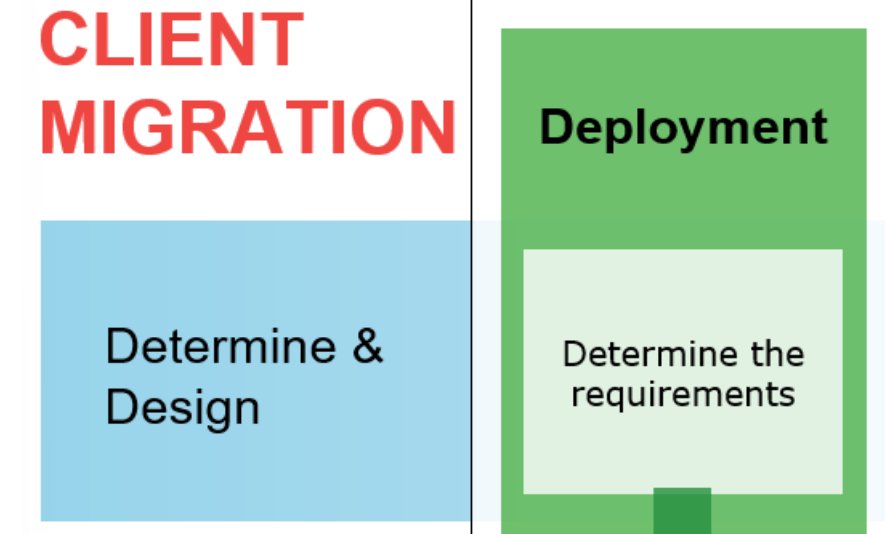 CLIENT
MIGRATION
Deployment
Determine &
Design
Determine the
requirements